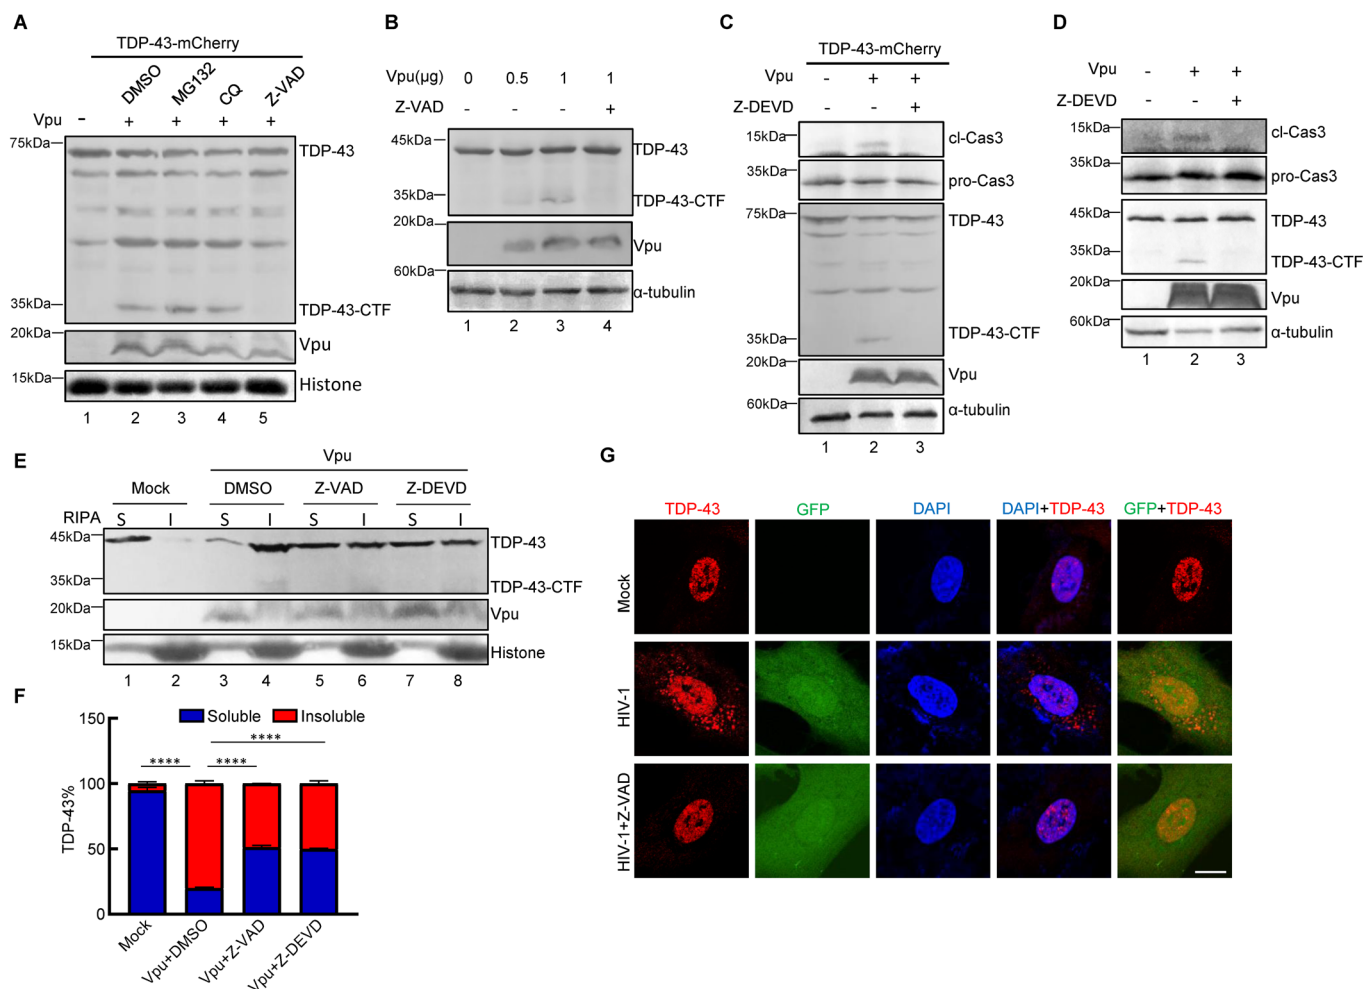 A
TDP-43-mCherry
DMSO MG132 CQ Z-VAD
Vpu - + + + +
75kDa TDP-43
35kDa TDP-43-CTF
20kDa Vpu
15kDa Histone
1 2 3 4 5
B
Vpu(μg) 0 0.5 1 1
Z-VAD - - - +
45kDa TDP-43
35kDa TDP-43-CTF
20kDa Vpu
60kDa α-tubulin
1 2 3 4
C
TDP-43-mCherry
Vpu - + +
Z-DEVD - - +
15kDa cl-Cas3
35kDa pro-Cas3
75kDa TDP-43
35kDa TDP-43-CTF
20kDa Vpu
60kDa α-tubulin
1 2 3
D
Vpu - + +
Z-DEVD - - +
15kDa cl-Cas3
35kDa pro-Cas3
45kDa TDP-43
35kDa TDP-43-CTF
20kDa Vpu
60kDa α-tubulin
1 2 3
E
Vpu
Mock DMSO Z-VAD Z-DEVD
RIPA S I S I S I S I
45kDa TDP-43
35kDa TDP-43-CTF
20kDa Vpu
15kDa Histone
1 2 3 4 5 6 7 8
F
Soluble Insoluble
150
100
50
0
TDP-43%
**** **** ****
Mock Vpu+DMSO Vpu+Z-VAD Vpu+Z-DEVD
G
TDP-43 GFP DAPI DAPI+TDP-43 GFP+TDP-43
Mock
HIV-1
HIV-1+Z-VAD